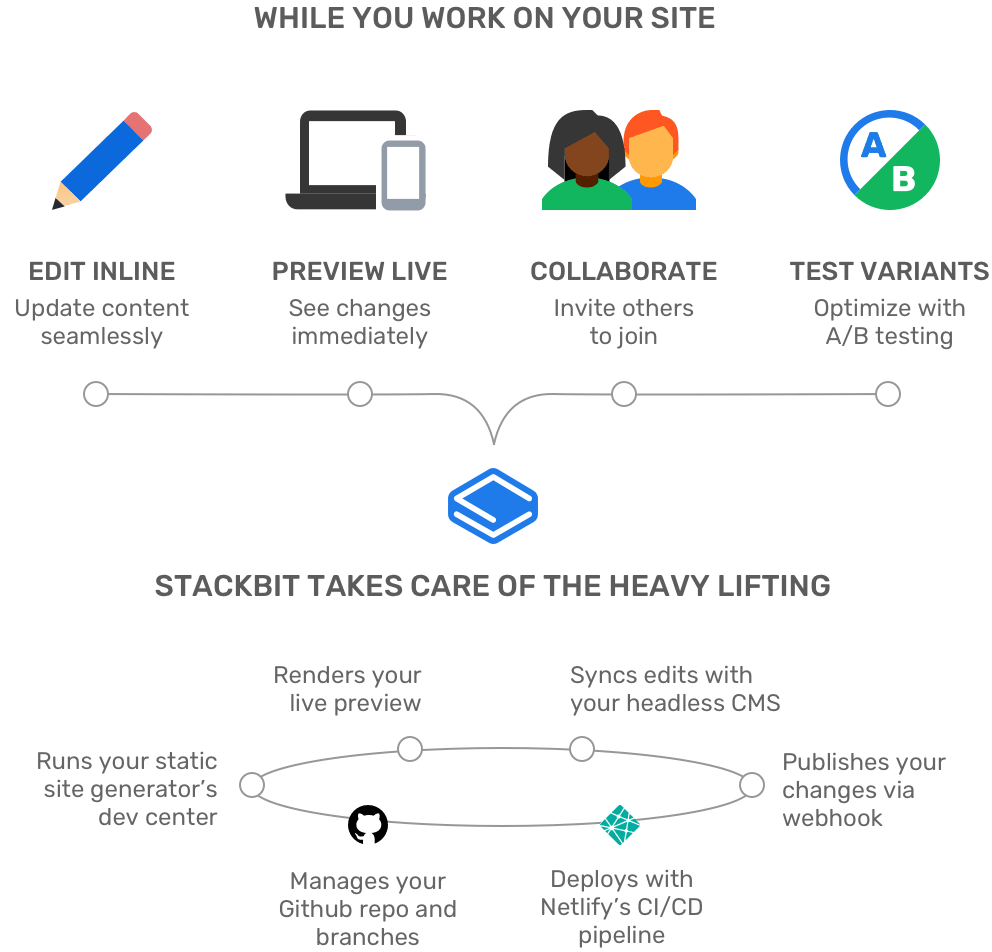 WHILE YOU WORK ON YOUR SITE
A
B
EDIT INLINE
Update content
seamlessly
PREVIEW LIVE
See changes
immediately
COLLABORATE
Invite others
to join
TEST VARIANTS
Optimize with
A/B testing
STACKBIT TAKES CARE OF THE HEAVY LIFTING
Renders your
live preview
Syncs edits with
your headless CMS
Runs your static
site generator's
dev center
Publishes your
changes via
webhook
Manages your
Github repo and
branches
Deploys with
Netlify's CI/CD
pipeline